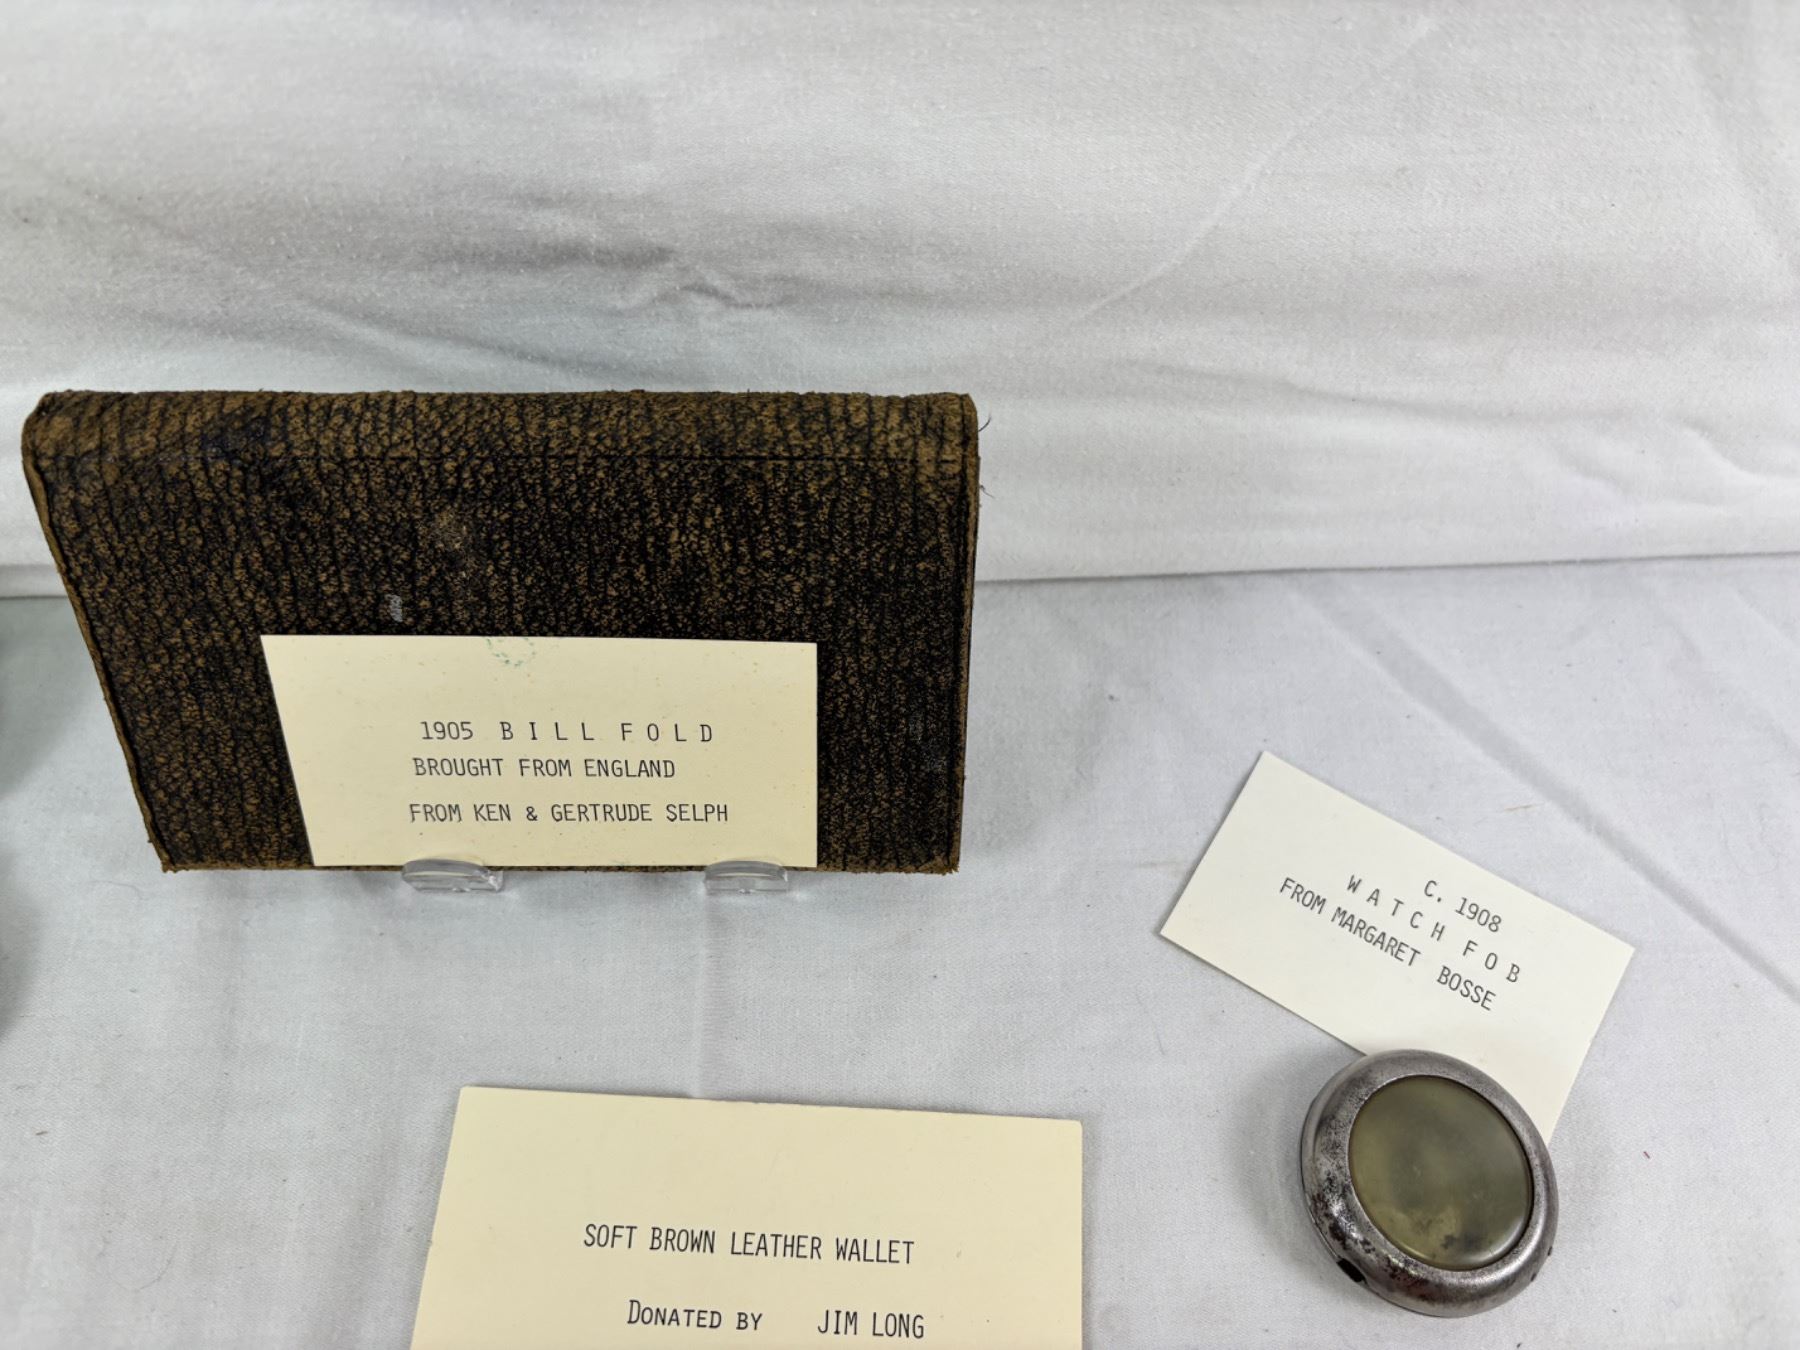 1905 BILL FOLD
BROUGHT FROM ENGLAND
FROM KEN & GERTRUDE SELPH
C. 1908
WATCH FOB
FROM MARGARET BOSSE
SOFT BROWN LEATHER WALLET
DONATED BY JIM LONG